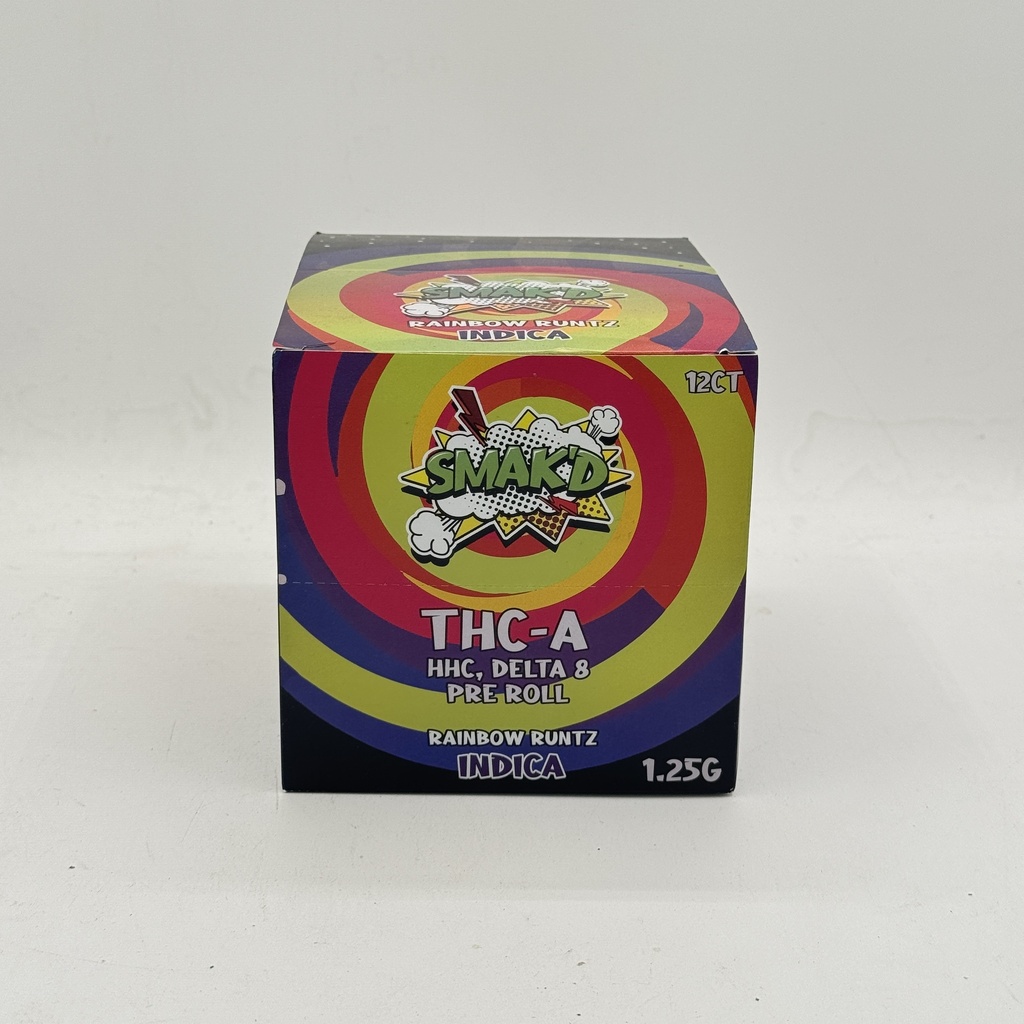 SMAK'D
RAINBOW RUNTZ
INDICA
12CT
SMAK'D
THC-A
HHC, DELTA 8
PRE ROLL
RAINBOW RUNTZ
INDICA
1.25G